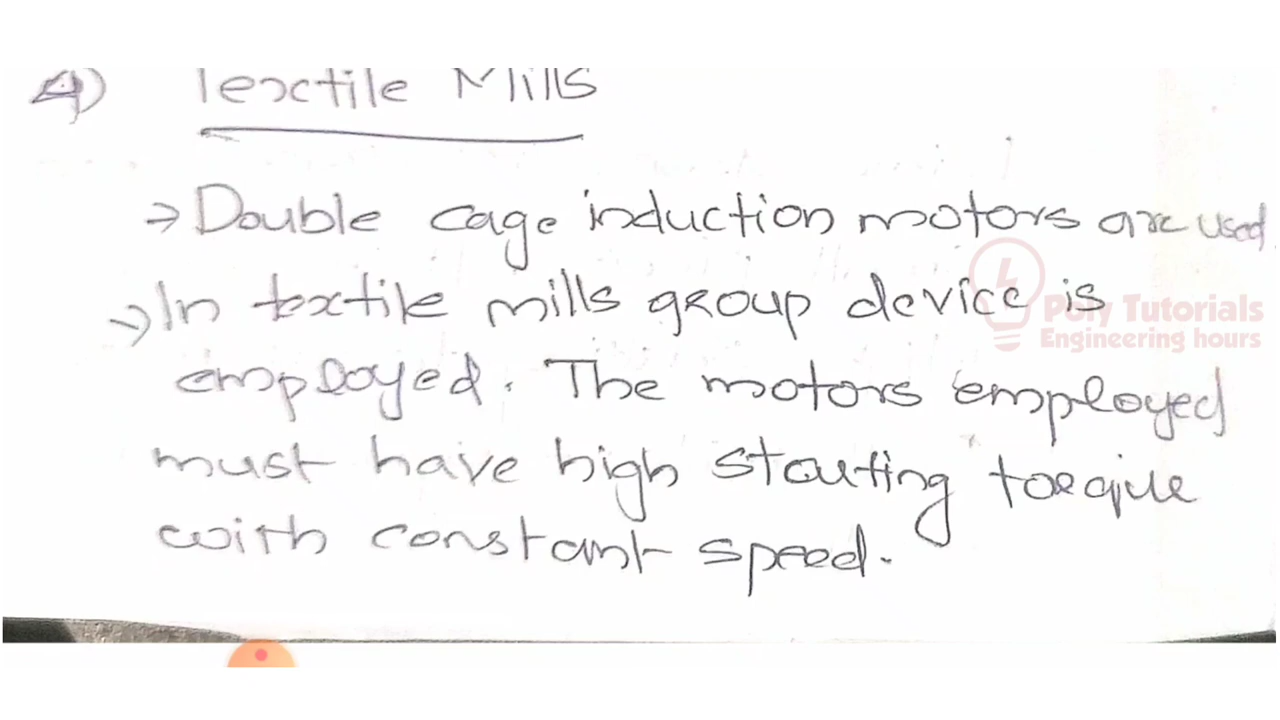 4) Textile Mills
→ Double cage induction motors are used.
→ In textile mills group device is
employed. The motors employed
must have high starting torque
with constant speed.
Poly Tutorials
Engineering hours